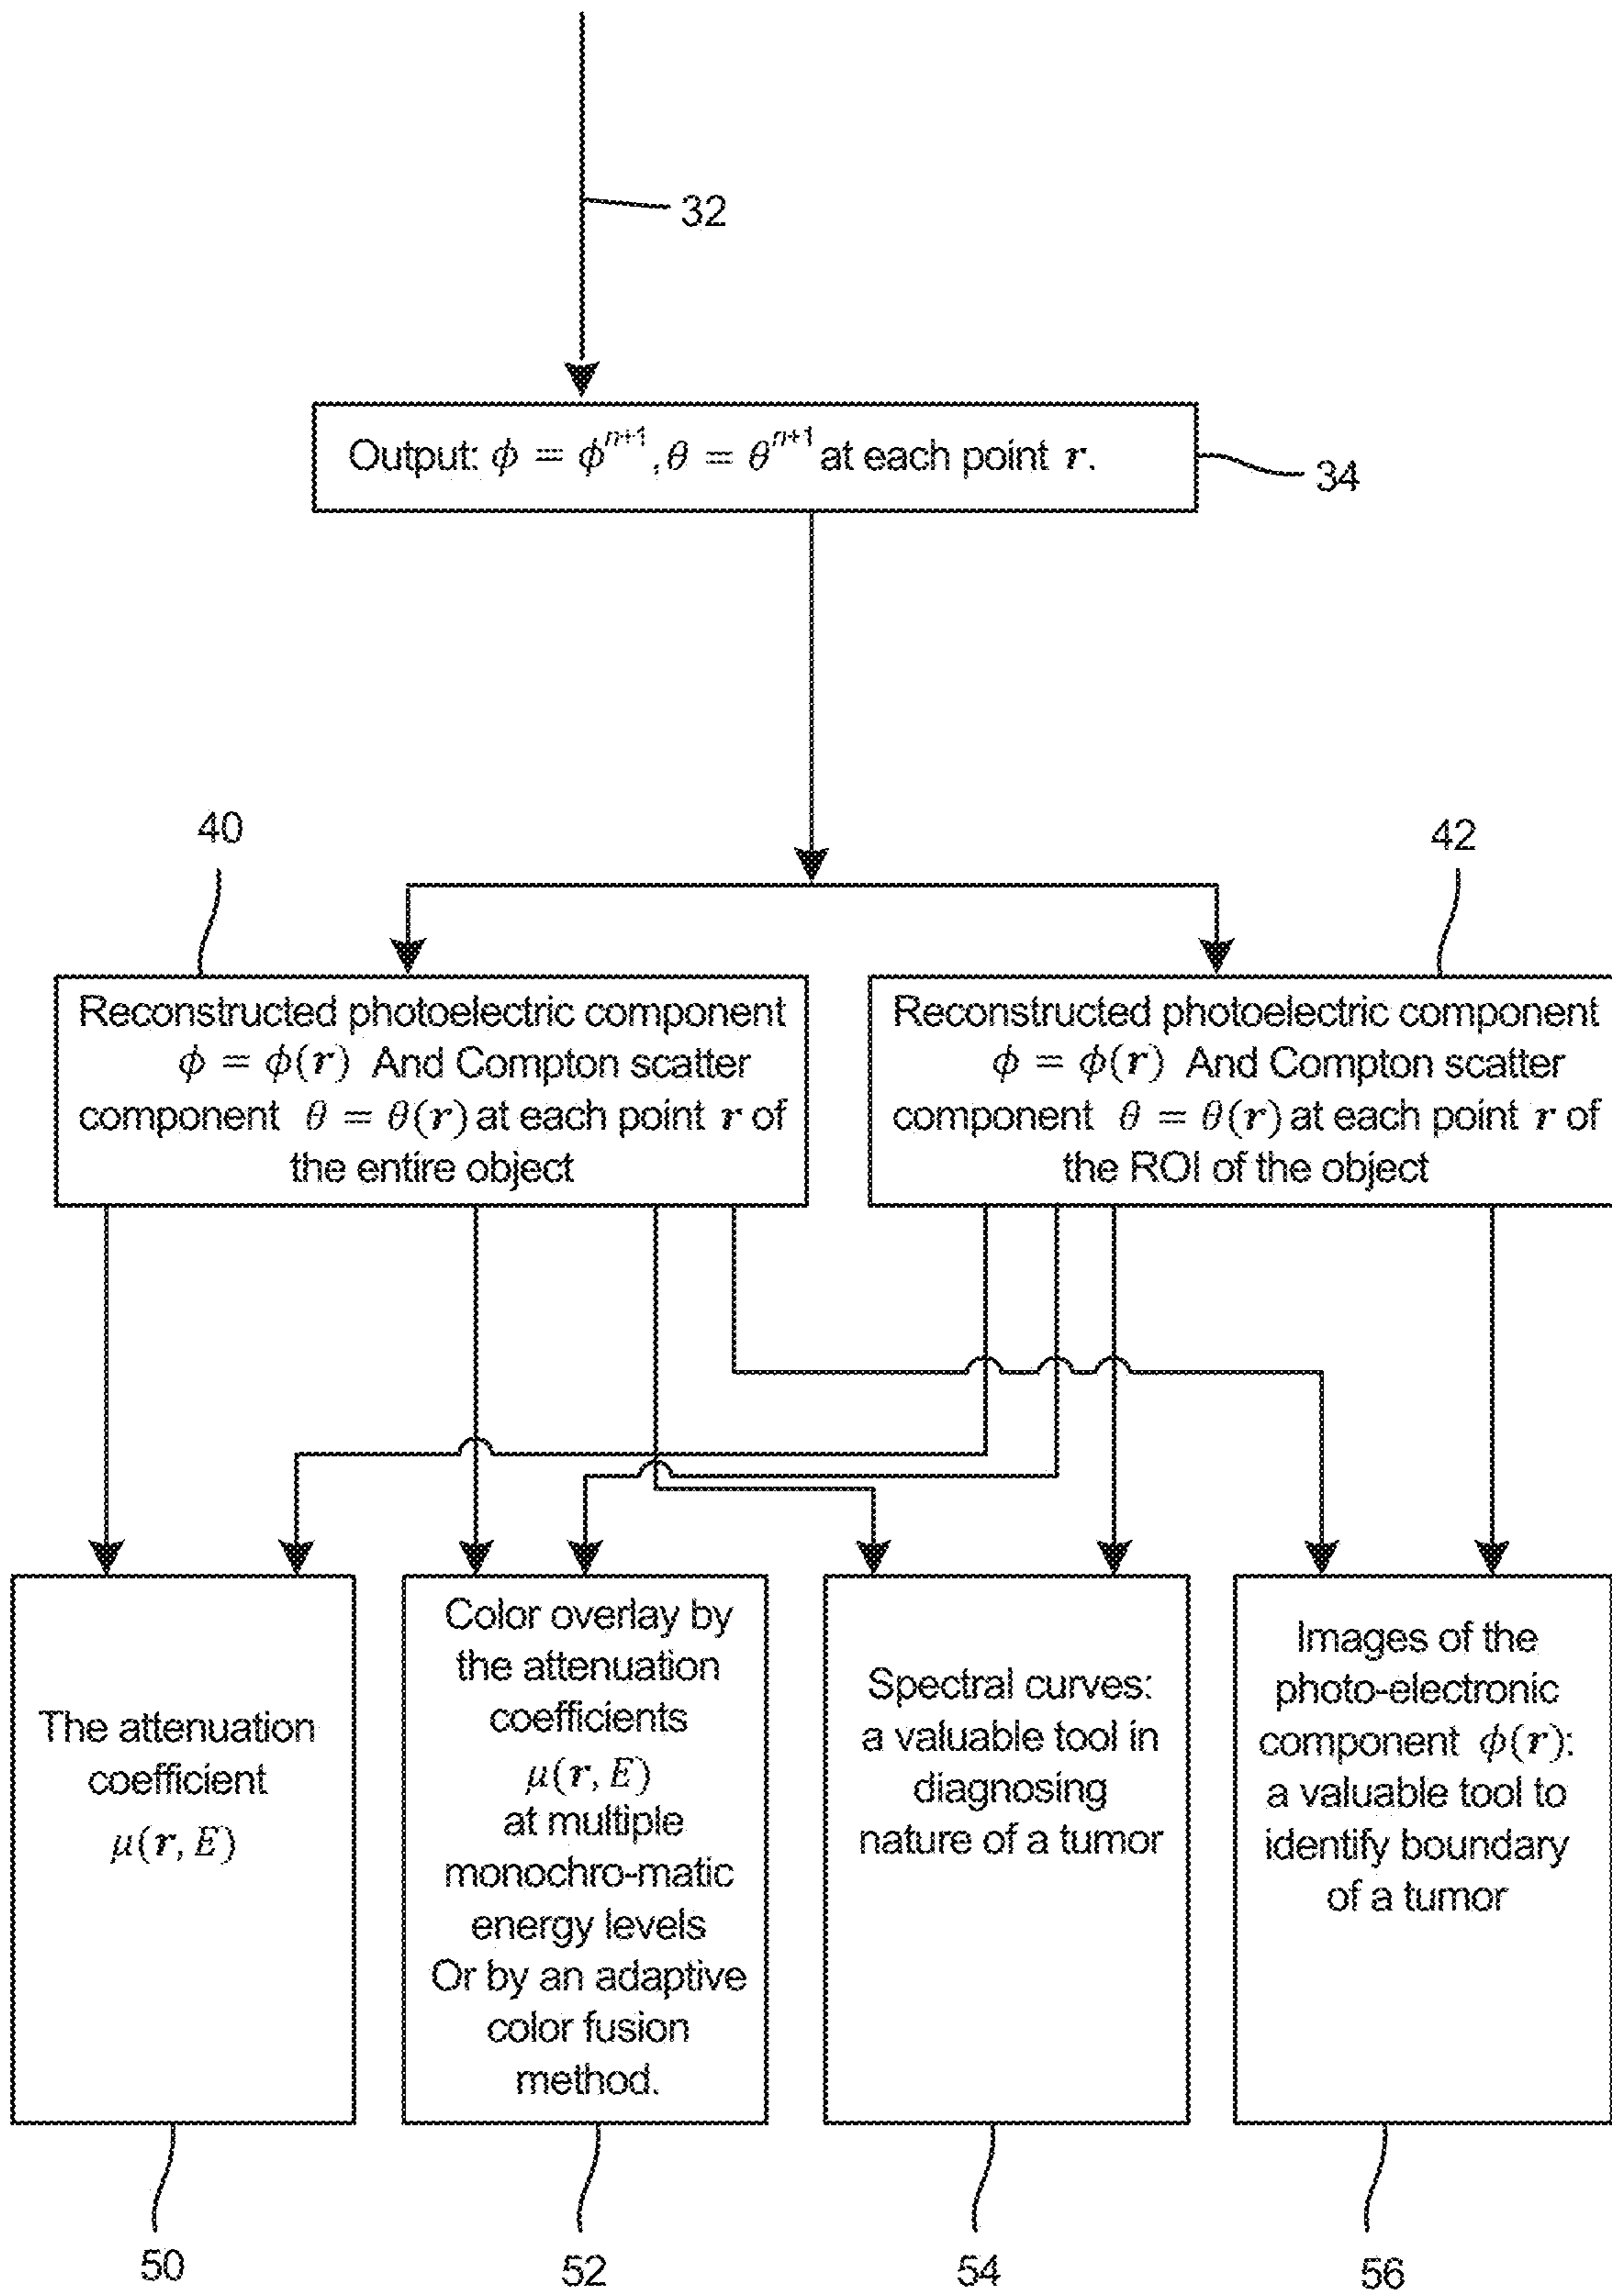 32
Output: ϕ = ϕⁿ⁺¹, θ = θⁿ⁺¹ at each point r.
34
40
42
Reconstructed photoelectric component
ϕ = ϕ(r) And Compton scatter
component θ = θ(r) at each point r of
the entire object
Reconstructed photoelectric component
ϕ = ϕ(r) And Compton scatter
component θ = θ(r) at each point r of
the ROI of the object
The attenuation
coefficient
μ(r, E)
Color overlay by
the attenuation
coefficients
μ(r, E)
at multiple
monochro-matic
energy levels
Or by an adaptive
color fusion
method.
Spectral curves:
a valuable tool in
diagnosing
nature of a tumor
Images of the
photo-electronic
component ϕ(r):
a valuable tool to
identify boundary
of a tumor
50
52
54
56